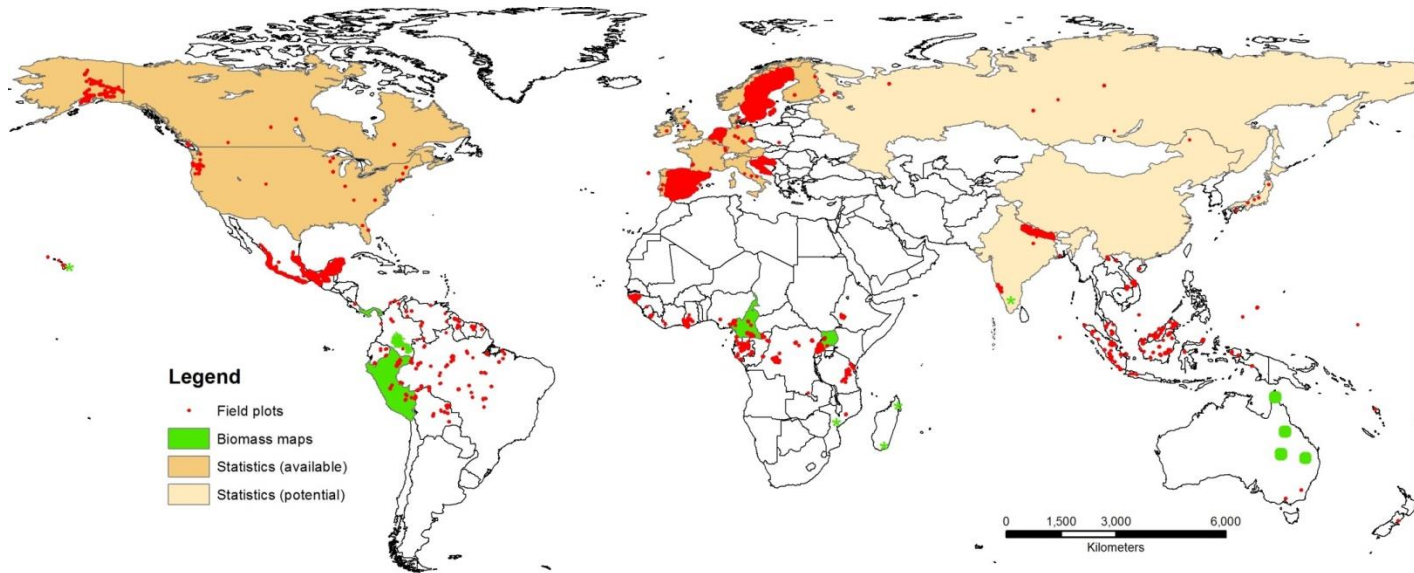 Legend
Field plots
Biomass maps
Statistics (available)
Statistics (potential)
0 1,500 3,000 6,000
Kilometers